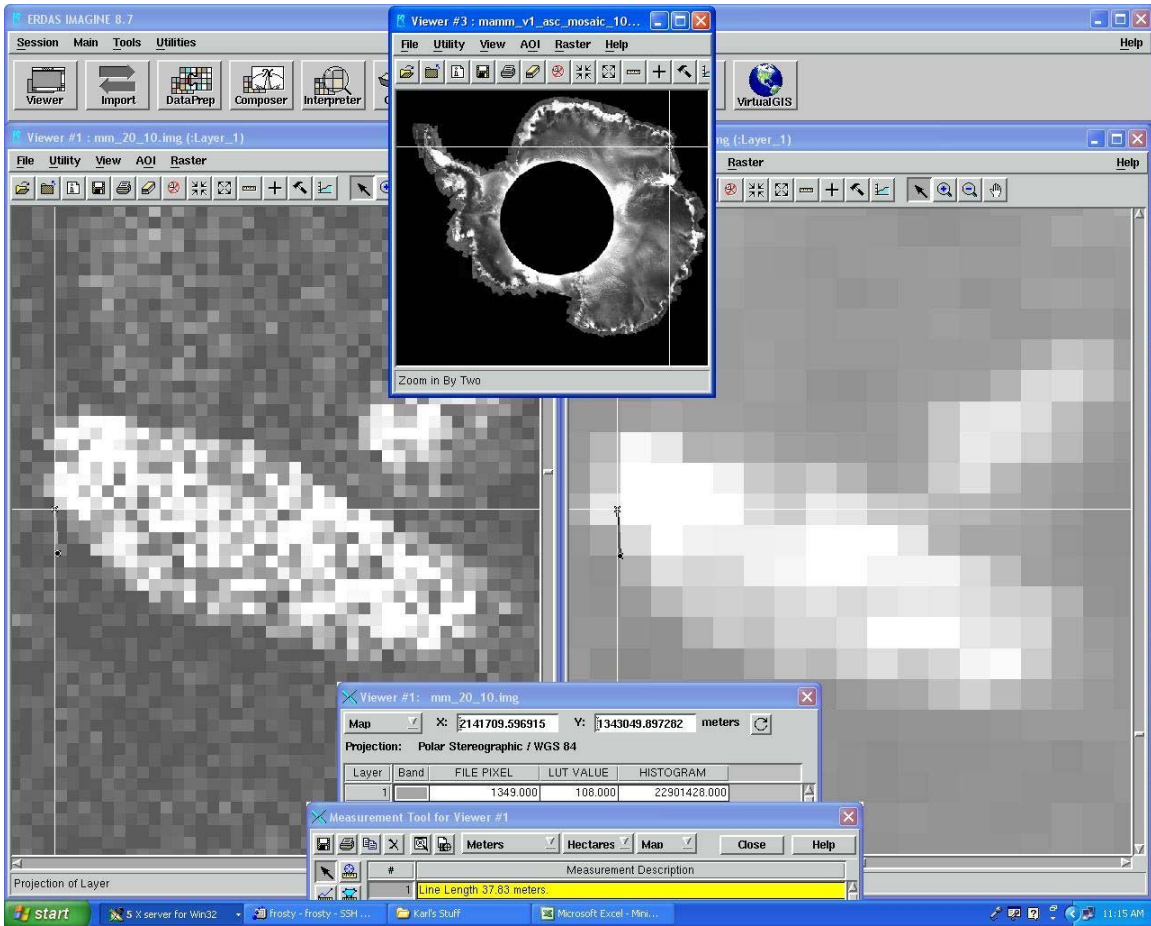 ERDAS IMAGINE 8.7
Session Main Tools Utilities Help
Viewer Import DataPrep Composer Interpreter VirtualGIS
Viewer #3 : mamm_v1_asc_mosaic_10...
File Utility View AOI Raster Help
Zoom in By Two
Viewer #1 : mm_20_10.img (:Layer_1)
File Utility View AOI Raster
Projection of Layer
ng (:Layer_1)
Raster Help
Viewer #1: mm_20_10.img
Map X: 2141709.596915 Y: 1343049.897282 meters
Projection: Polar Stereographic / WGS 84
Layer Band FILE PIXEL LUT VALUE HISTOGRAM
1 1349.000 108.000 22901428.000
Measurement Tool for Viewer #1
Meters Hectares Map Close Help
# Measurement Description
1 Line Length 37.83 meters.
start 5 X server for Win32 frosty - frosty - SSH ... Karl's Stuff Microsoft Excel - Mini... 11:15 AM